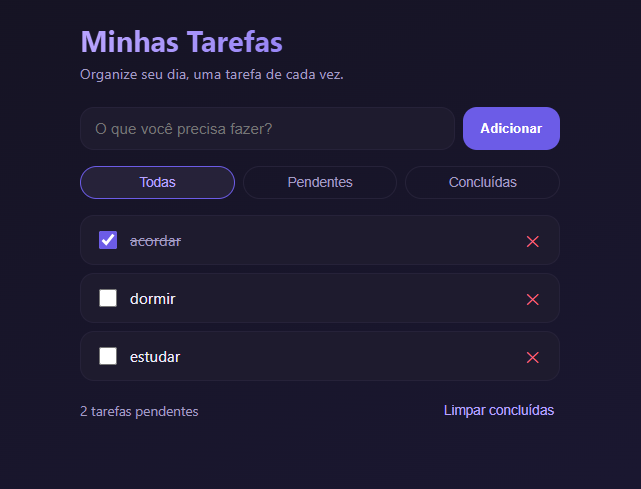 Minhas Tarefas
Organize seu dia, uma tarefa de cada vez.
O que você precisa fazer?
Adicionar
Todas
Pendentes
Concluídas
acordar
dormir
estudar
2 tarefas pendentes
Limpar concluídas